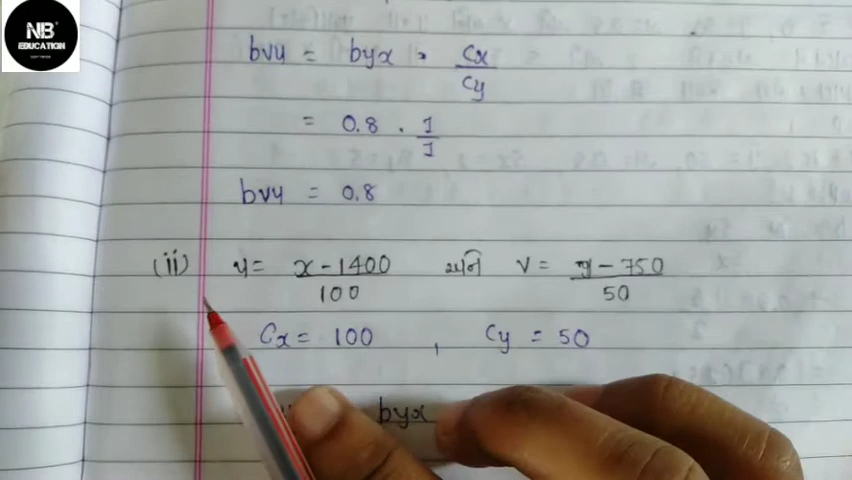 NB
EDUCATION
bvu = byx · Cx/Cy
= 0.8 · 1/1
bvu = 0.8
(ii) u = x - 1400/100 અને v = y - 750/50
Cx = 100 , Cy = 50
byx